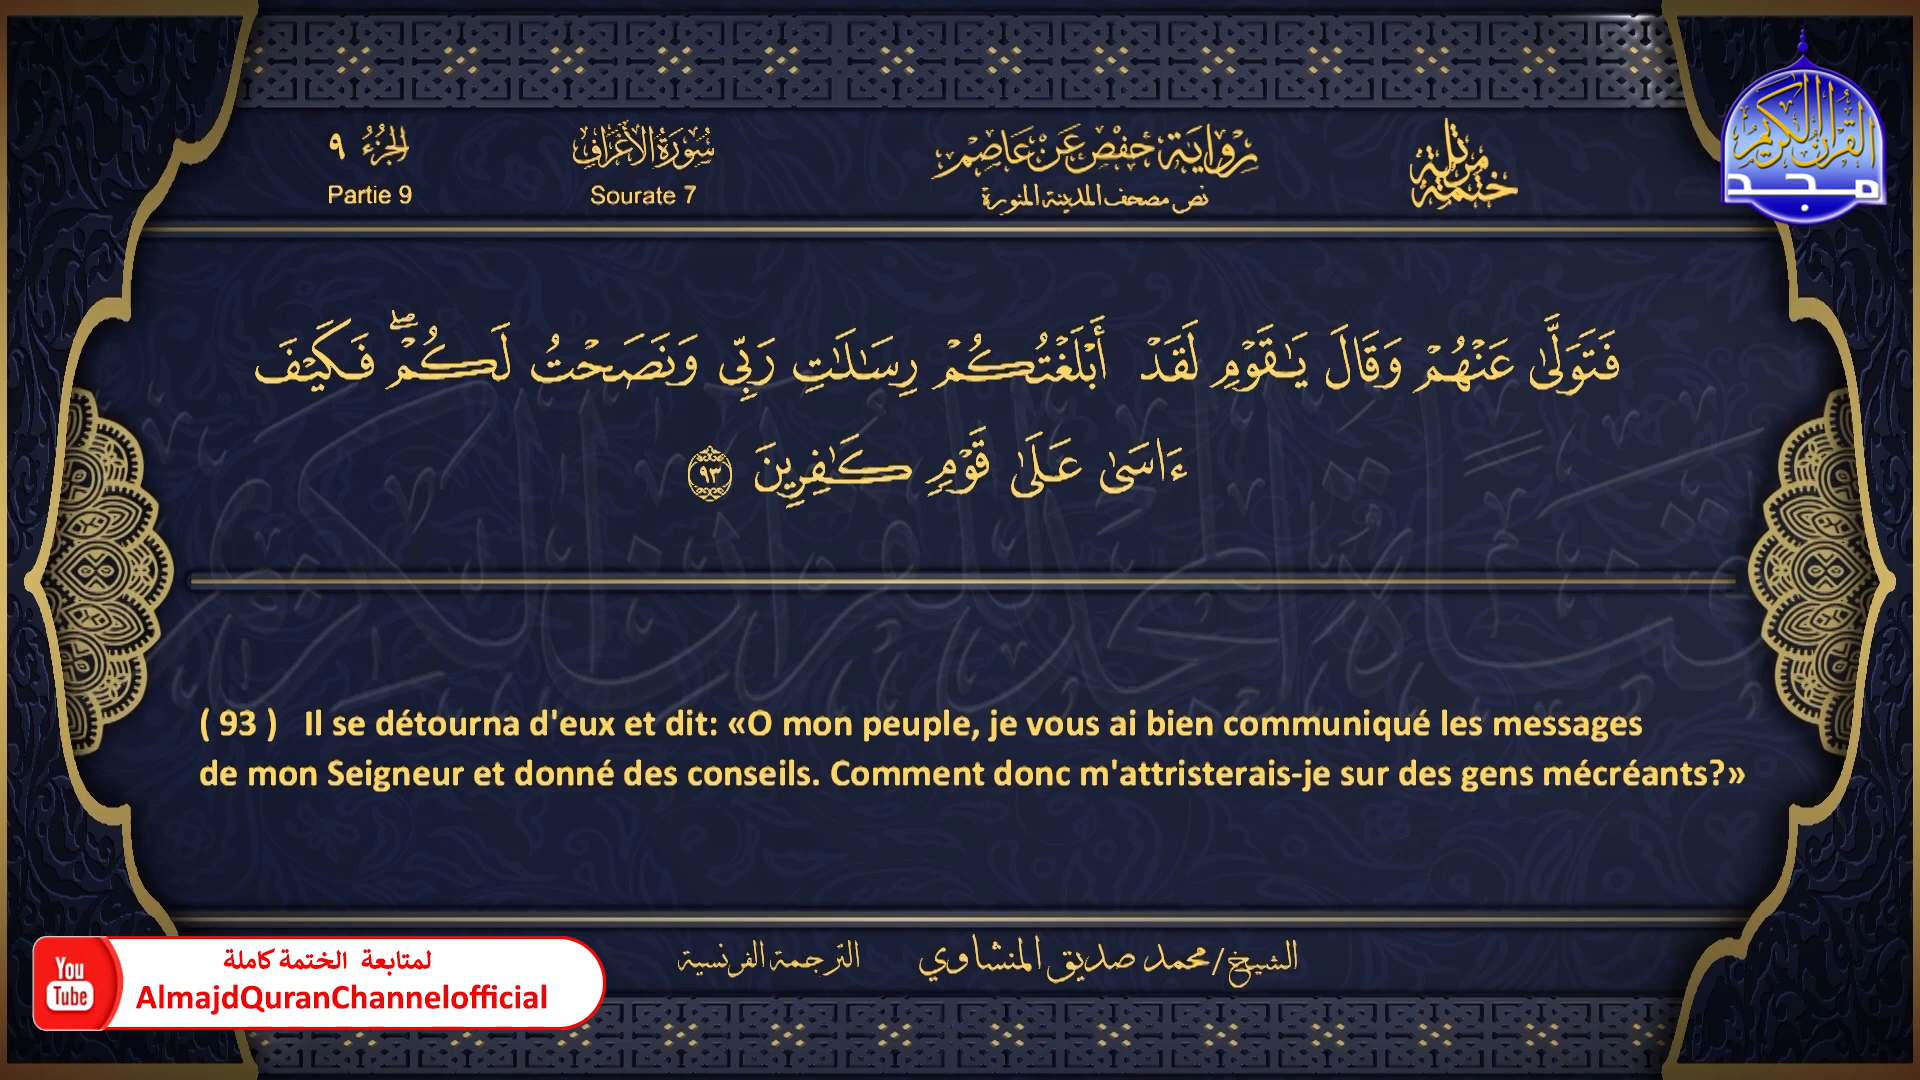 الجزء ٩
Partie 9
سورة الأعراف
Sourate 7
رواية حفص عن عاصم
نص مصحف المدينة المنورة
ختمة مرتلة
القرآن الكريم
مجد
فَتَوَلَّىٰ عَنْهُمْ وَقَالَ يَـٰقَوْمِ لَقَدْ أَبْلَغْتُكُمْ رِسَـٰلَـٰتِ رَبِّى وَنَصَحْتُ لَكُمْ ۖ فَكَيْفَ
ءَاسَىٰ عَلَىٰ قَوْمٍ كَـٰفِرِينَ ٩٣
( 93 ) Il se détourna d'eux et dit: «O mon peuple, je vous ai bien communiqué les messages
de mon Seigneur et donné des conseils. Comment donc m'attristerais-je sur des gens mécréants?»
الشيخ/محمد صديق المنشاوي
الترجمة الفرنسية
You
Tube
لمتابعة الختمة كاملة
AlmajdQuranChannelofficial